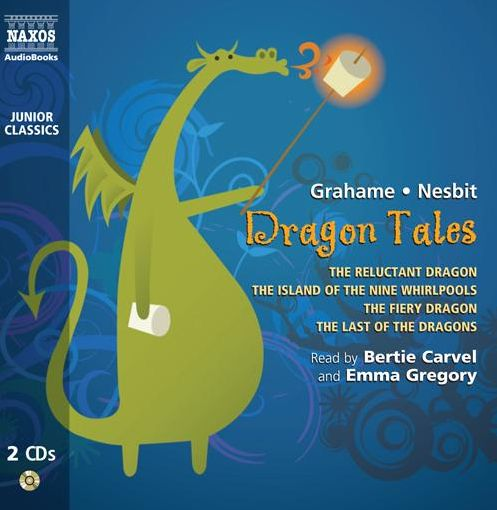 NAXOS
AudioBooks
JUNIOR
CLASSICS
Grahame • Nesbit
Dragon Tales
THE RELUCTANT DRAGON
THE ISLAND OF THE NINE WHIRLPOOLS
THE FIERY DRAGON
THE LAST OF THE DRAGONS
Read by Bertie Carvel
and Emma Gregory
2 CDs